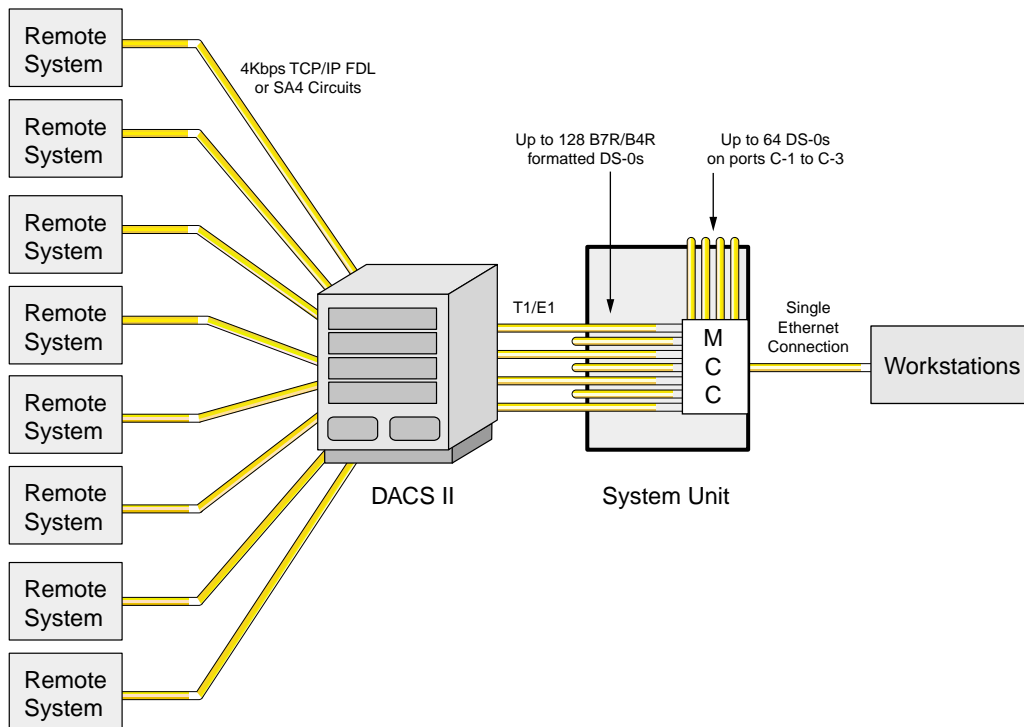 Remote
System
4Kbps TCP/IP FDL
or SA4 Circuits
Remote
System
Up to 128 B7R/B4R
formatted DS-0s
Up to 64 DS-0s
on ports C-1 to C-3
Remote
System
Remote
System
T1/E1
M
C
C
Single
Ethernet
Connection
Workstations
Remote
System
Remote
System
DACS II
System Unit
Remote
System
Remote
System